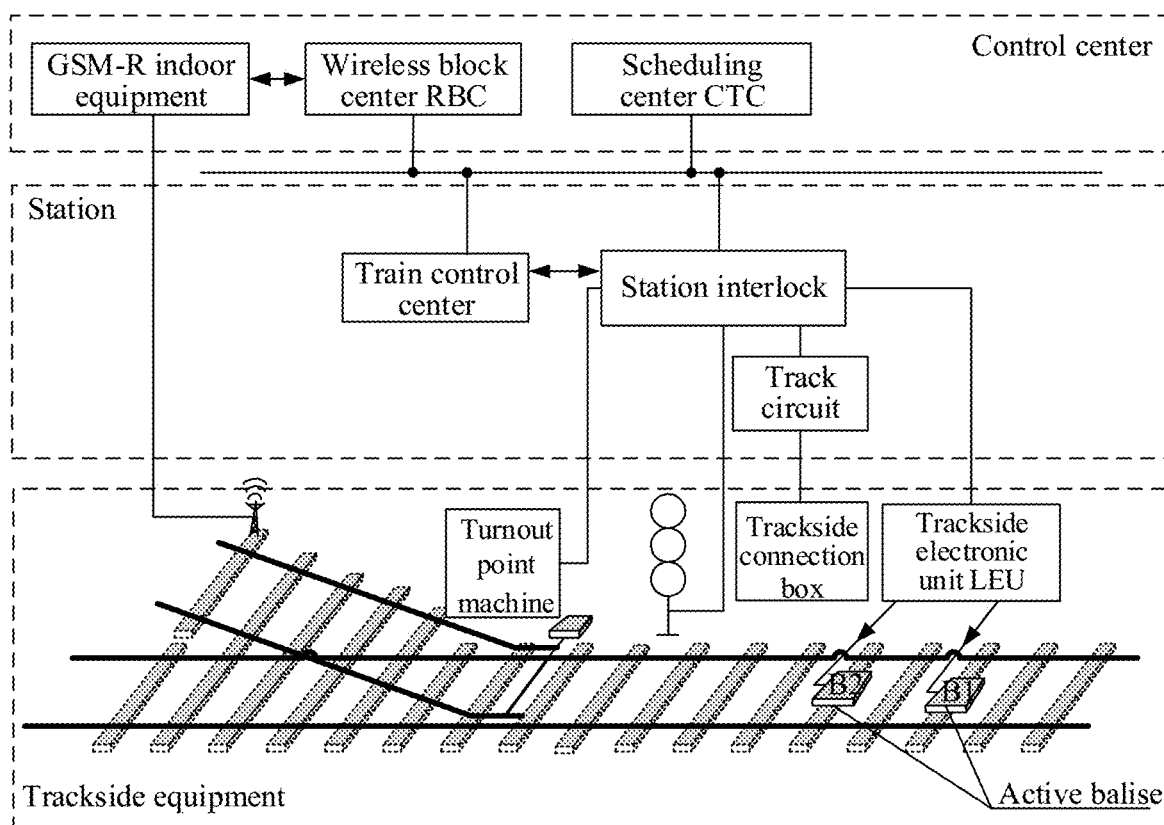 GSM-R indoor
equipment
Wireless block
center RBC
Scheduling
center CTC
Control center
Station
Train control
center
Station interlock
Track
circuit
Turnout
point
machine
Trackside
connection
box
Trackside
electronic
unit LEU
B2
B1
Trackside equipment
Active balise